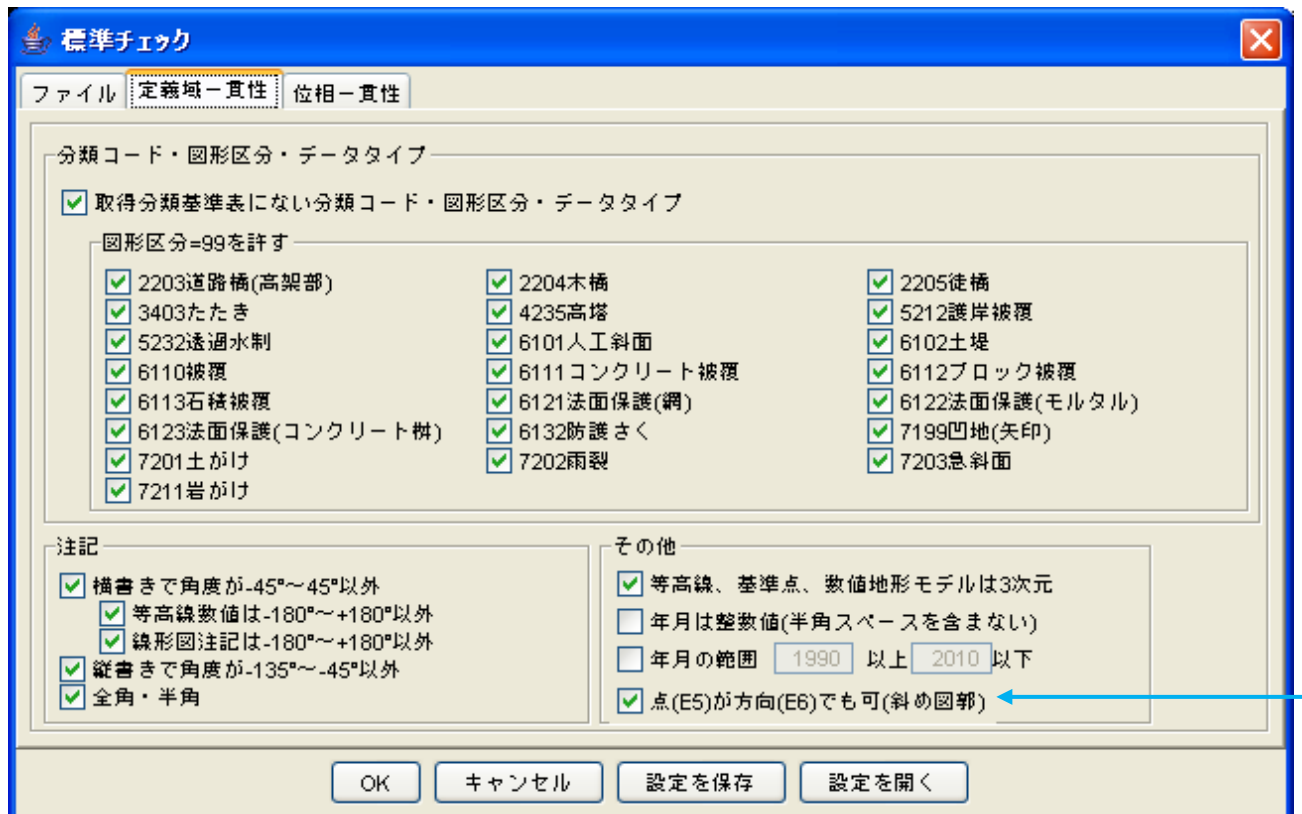 標準チェック
ファイル 定義域一貫性 位相一貫性
分類コード・図形区分・データタイプ
取得分類基準表にない分類コード・図形区分・データタイプ
図形区分=99を許す
2203道路橋(高架部) 2204木橋 2205徒橋
3403たたき 4235高塔 5212護岸被覆
5232透過水制 6101人工斜面 6102土堤
6110被覆 6111コンクリート被覆 6112ブロック被覆
6113石積被覆 6121法面保護(網) 6122法面保護(モルタル)
6123法面保護(コンクリート桝) 6132防護さく 7199凹地(矢印)
7201土がけ 7202雨裂 7203急斜面
7211岩がけ
注記
横書きで角度が-45°～45°以外
等高線数値は-180°～+180°以外
線形図注記は-180°～+180°以外
縦書きで角度が-135°～-45°以外
全角・半角
その他
等高線、基準点、数値地形モデルは3次元
年月は整数値(半角スペースを含まない)
年月の範囲 1990 以上 2010 以下
点(E5)が方向(E6)でも可(斜め図郭)
OK キャンセル 設定を保存 設定を開く